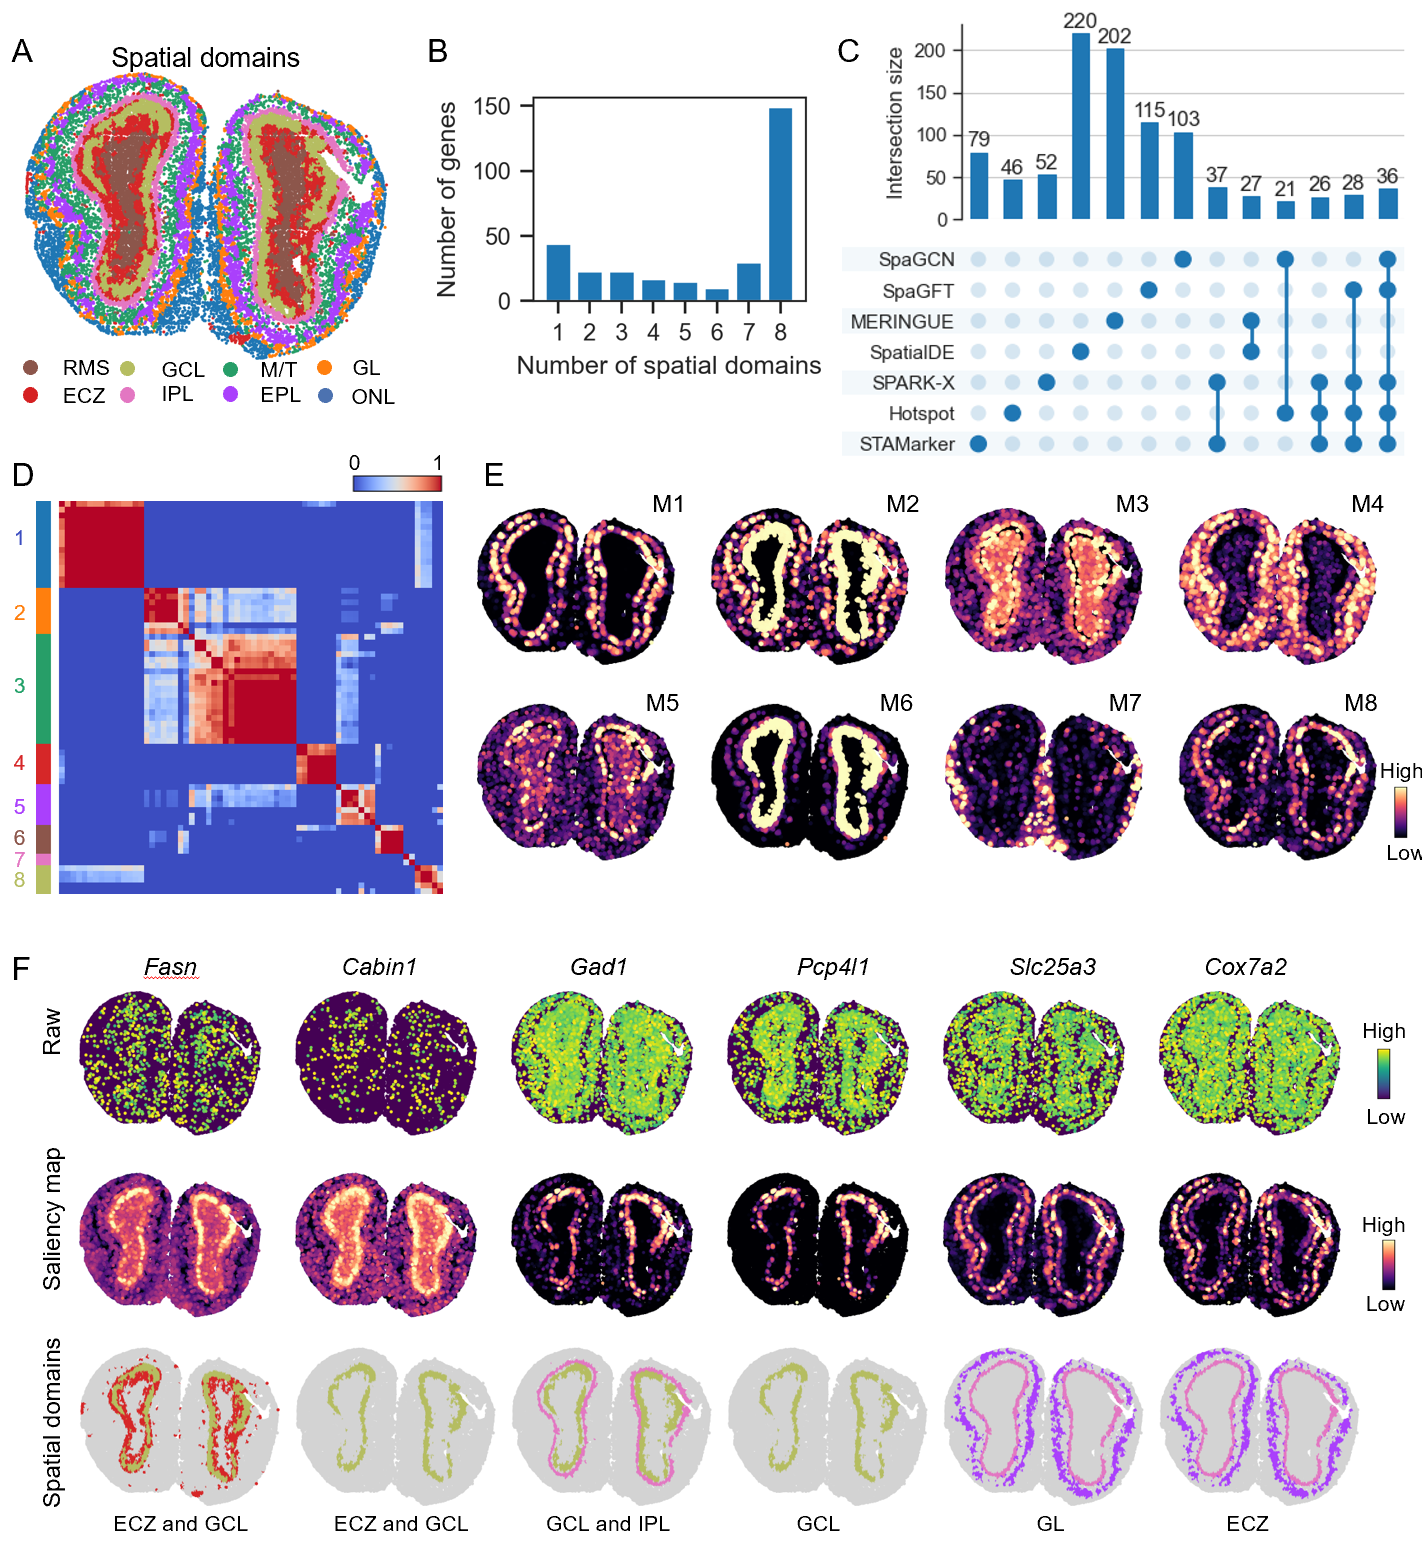 A
Spatial domains
RMS
GCL
M/T
GL
ECZ
IPL
EPL
ONL
B
Number of genes
150
100
50
0
1 2 3 4 5 6 7 8
Number of spatial domains
C
Intersection size
200
150
100
50
0
79
46
52
220
202
115
103
37
27
21
26
28
36
SpaGCN
SpaGFT
MERINGUE
SpatialDE
SPARK-X
Hotspot
STAMarker
D
0 1
1
2
3
4
5
6
7
8
E
M1
M2
M3
M4
M5
M6
M7
M8
High
Low
F
Fasn
Cabin1
Gad1
Pcp4l1
Slc25a3
Cox7a2
Raw
High
Low
Saliency map
High
Low
Spatial domains
ECZ and GCL
ECZ and GCL
GCL and IPL
GCL
GL
ECZ